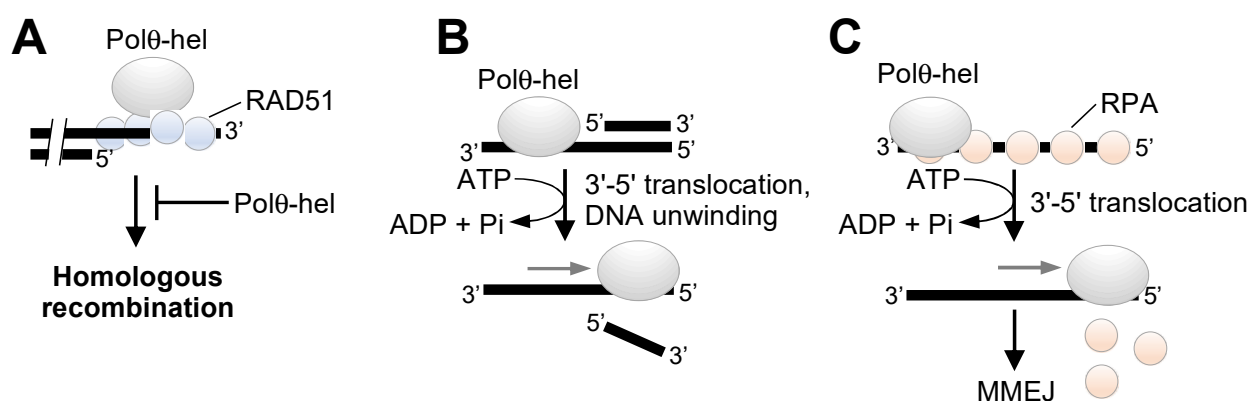 A
Polθ-hel
RAD51
3’
5’
Polθ-hel
Homologous
recombination
B
Polθ-hel
5’ 3’
3’ 5’
ATP
3'-5' translocation,
DNA unwinding
ADP + Pi
3’ 5’
5’
3’
C
Polθ-hel
RPA
3’ 5’
ATP
3'-5' translocation
ADP + Pi
3’ 5’
MMEJ